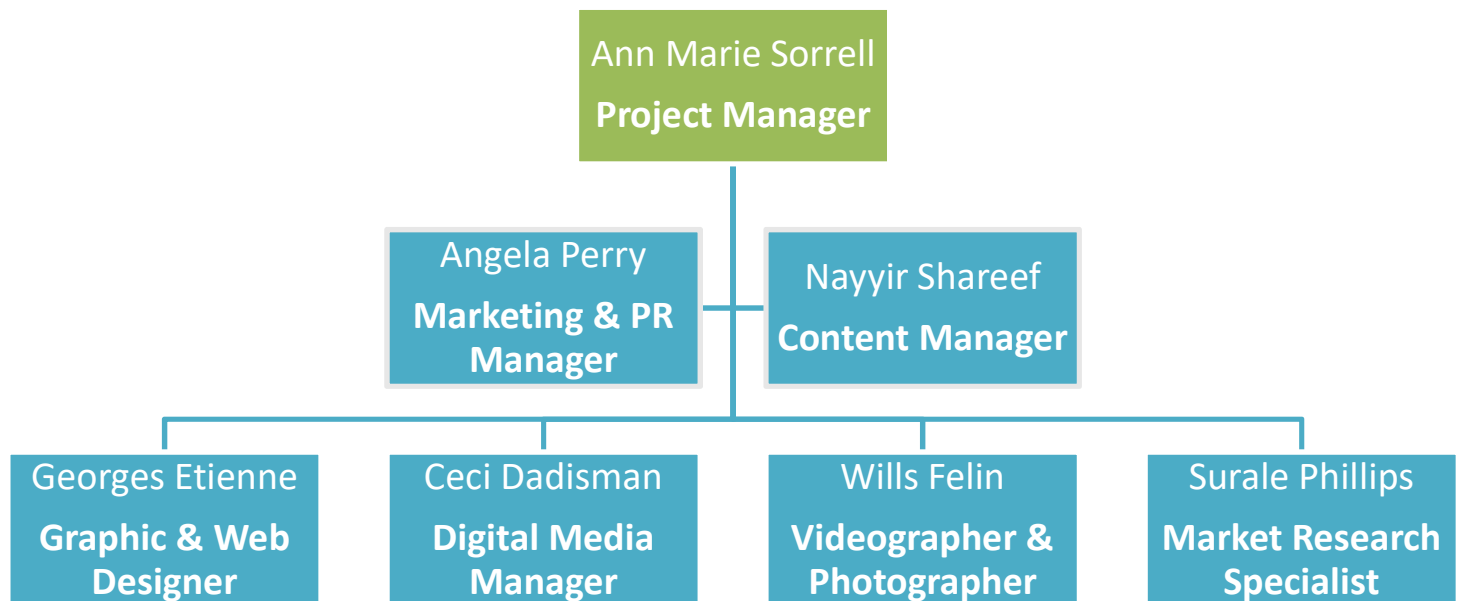 Ann Marie Sorrell
Project Manager
Angela Perry
Marketing & PR
Manager
Nayyir Shareef
Content Manager
Georges Etienne
Graphic & Web
Designer
Ceci Dadisman
Digital Media
Manager
Wills Felin
Videographer &
Photographer
Surale Phillips
Market Research
Specialist